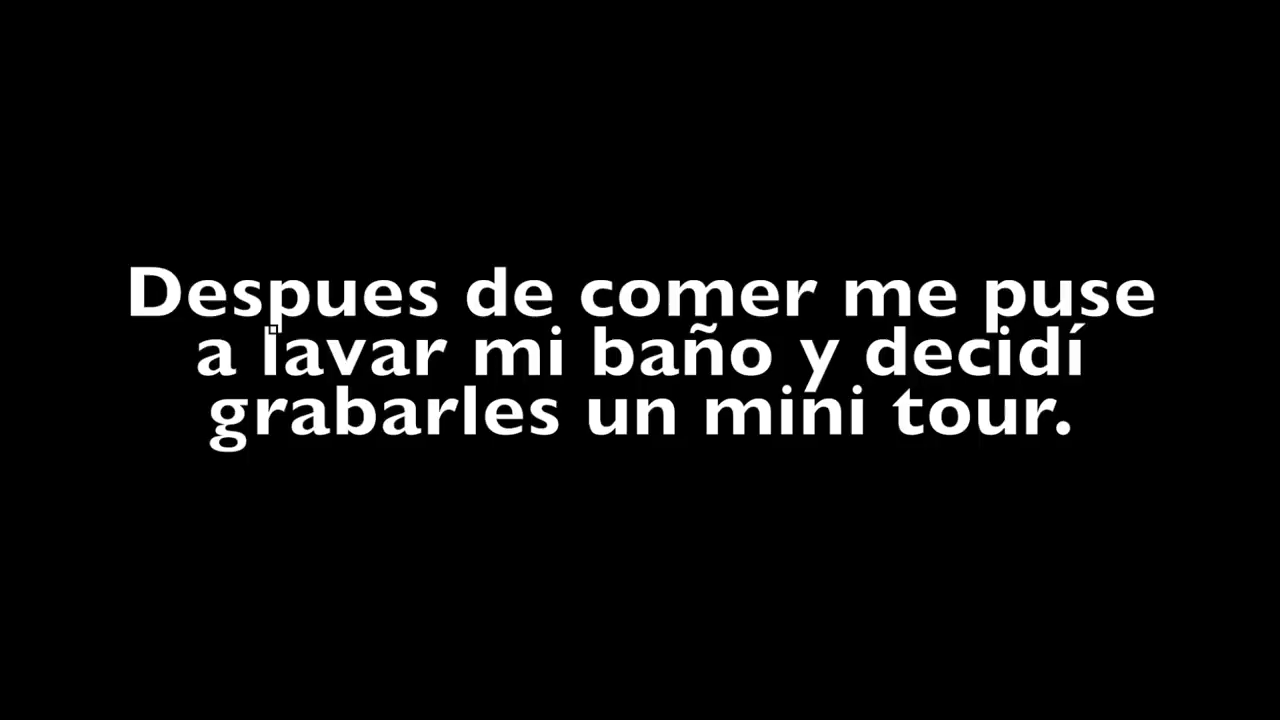 Despues de comer me puse
a lavar mi baño y decidí
grabarles un mini tour.